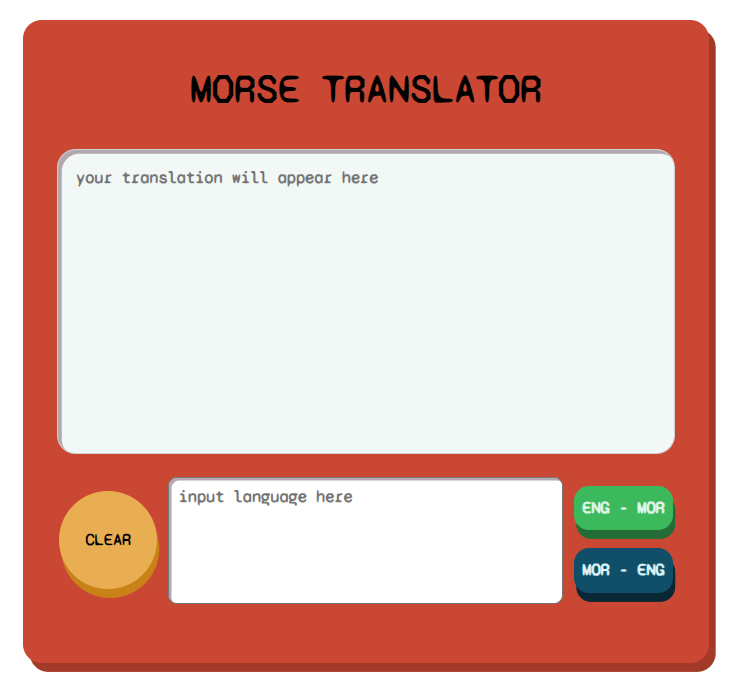 MORSE TRANSLATOR
your translation will appear here
CLEAR
input language here
ENG - MOR
MOR - ENG